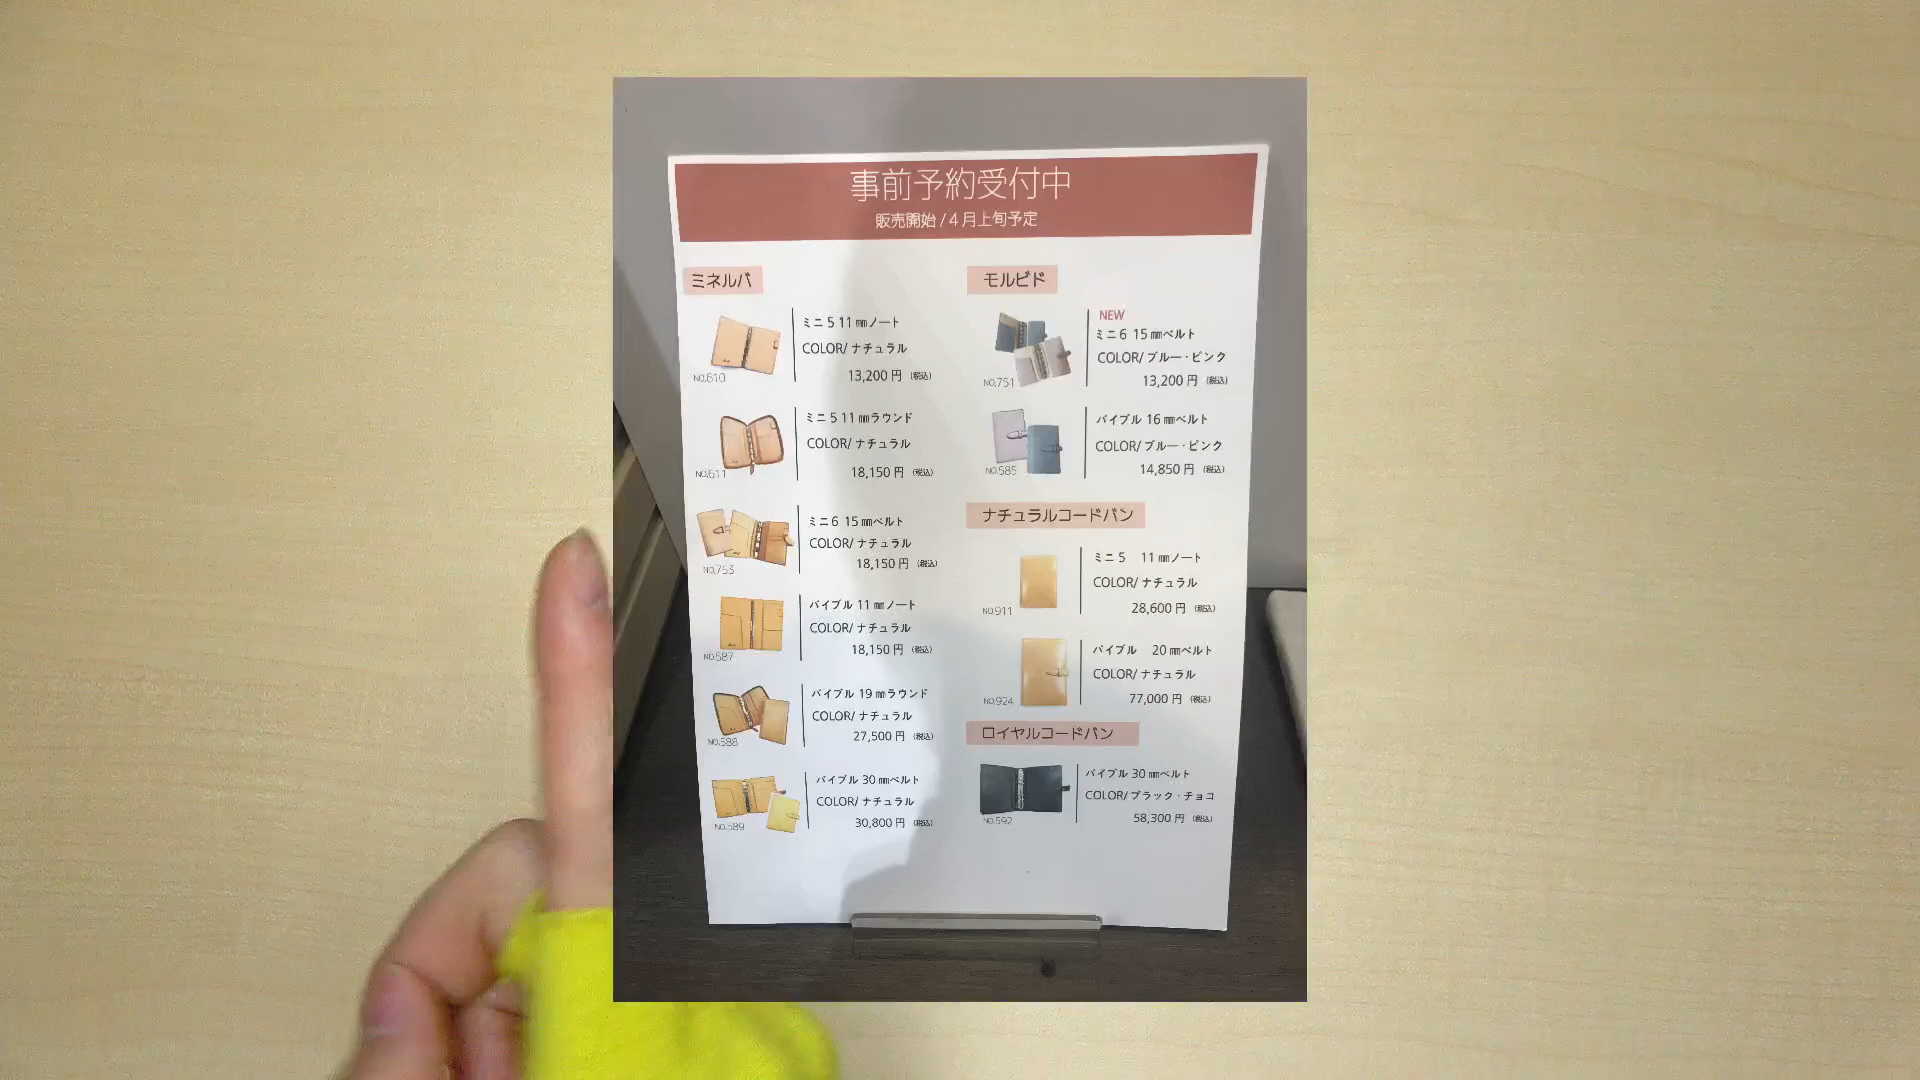 事前予約受付中
販売開始/4月上旬予定
ミネルバ
ミニ5 11㎜ノート
COLOR/ナチュラル
13,200円(税込)
NO.610
ミニ5 11㎜ラウンド
COLOR/ナチュラル
18,150円(税込)
NO.611
ミニ6 15㎜ベルト
COLOR/ナチュラル
18,150円(税込)
NO.753
バイブル 11㎜ノート
COLOR/ナチュラル
18,150円(税込)
NO.587
バイブル 19㎜ラウンド
COLOR/ナチュラル
27,500円(税込)
NO.588
バイブル 30㎜ベルト
COLOR/ナチュラル
30,800円(税込)
NO.589
モルビド
NEW
ミニ6 15㎜ベルト
COLOR/ブルー・ピンク
13,200円(税込)
NO.751
バイブル 16㎜ベルト
COLOR/ブルー・ピンク
14,850円(税込)
NO.585
ナチュラルコードバン
ミニ5 11㎜ノート
COLOR/ナチュラル
28,600円(税込)
NO.911
バイブル 20㎜ベルト
COLOR/ナチュラル
77,000円(税込)
NO.924
ロイヤルコードバン
バイブル 30㎜ベルト
COLOR/ブラック・チョコ
58,300円(税込)
NO.592